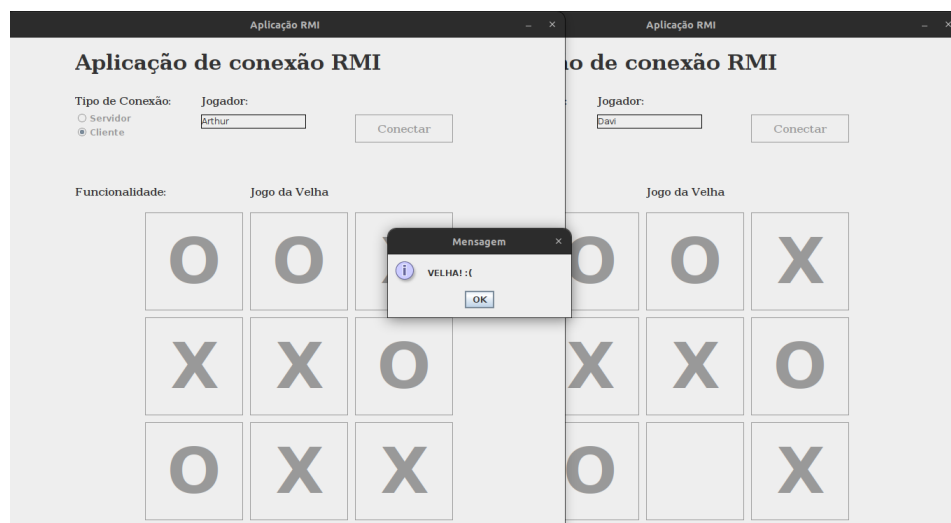 Aplicação RMI
Aplicação de conexão RMI
Tipo de Conexão:
Jogador:
Servidor
Cliente
Arthur
Conectar
Funcionalidade:
Jogo da Velha
O O
X X O
O X X
Mensagem
VELHA! :(
OK
Aplicação RMI
o de conexão RMI
:
Jogador:
Davi
Conectar
Jogo da Velha
O O X
X X O
O X